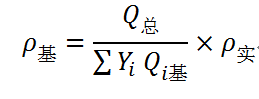 ρ基 = Q总 / ∑ Yi Qi基 × ρ实